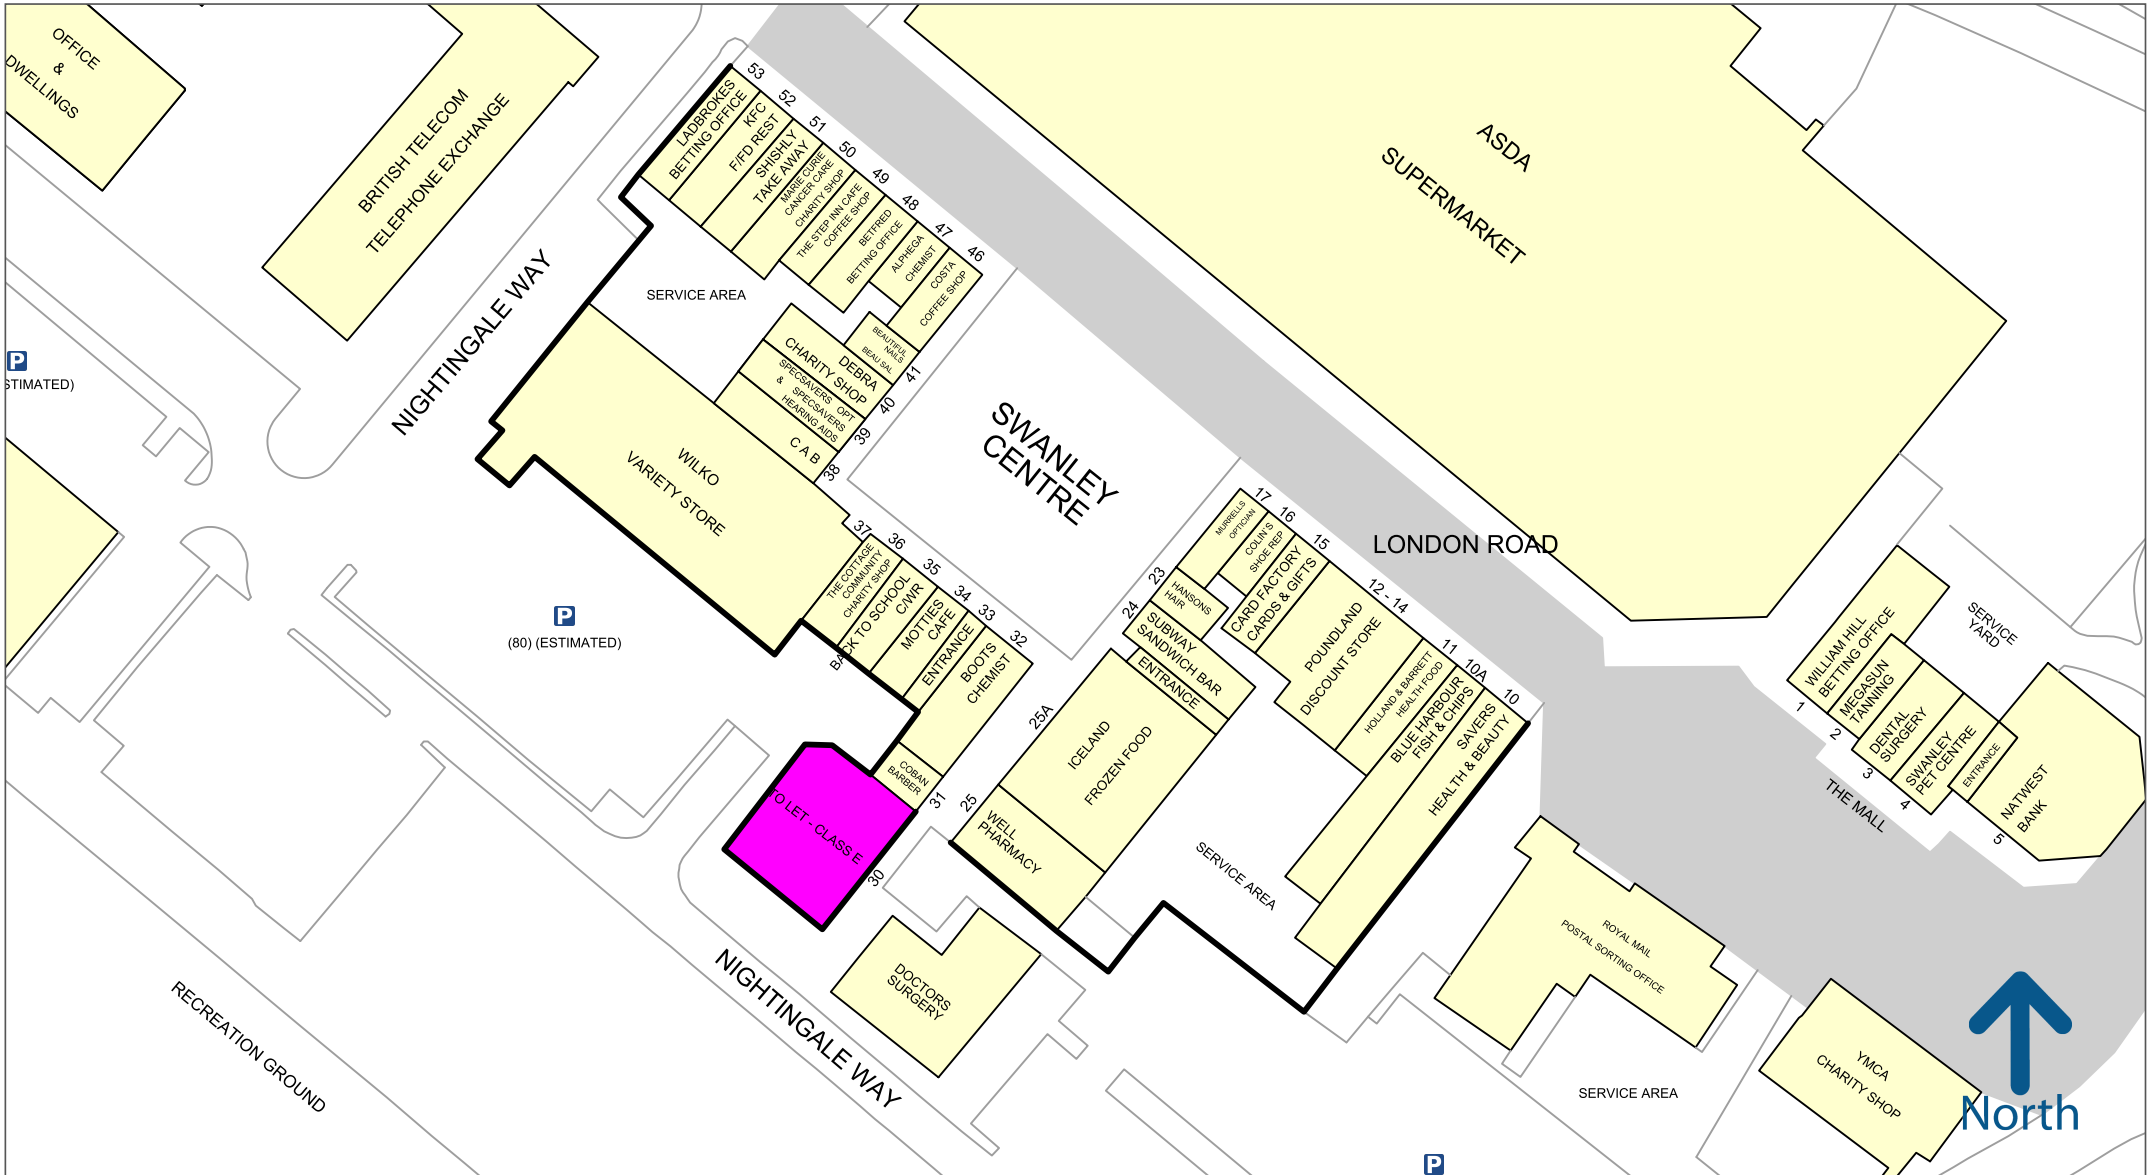 OFFICE
&
DWELLINGS
BRITISH TELECOM
TELEPHONE EXCHANGE
NIGHTINGALE WAY
P
STIMATED)
53
52
51
50
49
48
47
46
LADBROKES
BETTING OFFICE
KFC
F/FD REST
SHISHLY
TAKE AWAY
MARIE CURIE
CANCER CARE
CHARITY SHOP
THE STEP INN CAFE
COFFEE SHOP
BETFRED
BETTING OFFICE
ALPHEGA
CHEMIST
COSTA
COFFEE SHOP
SERVICE AREA
BEAUTIFUL
NAILS
BEAU SAL
41
DEBRA
CHARITY SHOP
40
SPECSAVERS OPT
& SPECSAVERS
HEARING AIDS
39
C A B
38
WILKO
VARIETY STORE
37
36
35
34
33
32
THE COTTAGE
COMMUNITY
CHARITY SHOP
BACK TO SCHOOL
C/WR
MOTTIES
CAFE
ENTRANCE
BOOTS
CHEMIST
COBAN
BARBER
31
TO LET - CLASS E
30
P
(80) (ESTIMATED)
SWANLEY
CENTRE
ASDA
SUPERMARKET
LONDON ROAD
17
16
15
12 - 14
11
10A
10
MURRELLS
OPTICIAN
COLIN'S
SHOE REP
CARD FACTORY
CARDS & GIFTS
POUNDLAND
DISCOUNT STORE
HOLLAND & BARRETT
HEALTH FOOD
BLUE HARBOUR
FISH & CHIPS
SAVERS
HEALTH & BEAUTY
23
HANSONS
HAIR
24
SUBWAY
SANDWICH BAR
ENTRANCE
25A
ICELAND
FROZEN FOOD
25
WELL
PHARMACY
SERVICE AREA
DOCTORS
SURGERY
NIGHTINGALE WAY
RECREATION GROUND
WILLIAM HILL
BETTING OFFICE
1
MEGASUN
TANNING
2
DENTAL
SURGERY
3
SWANLEY
PET CENTRE
4
ENTRANCE
NATWEST
BANK
5
SERVICE
YARD
THE MALL
ROYAL MAIL
POSTAL SORTING OFFICE
SERVICE AREA
YMCA
CHARITY SHOP
P
North